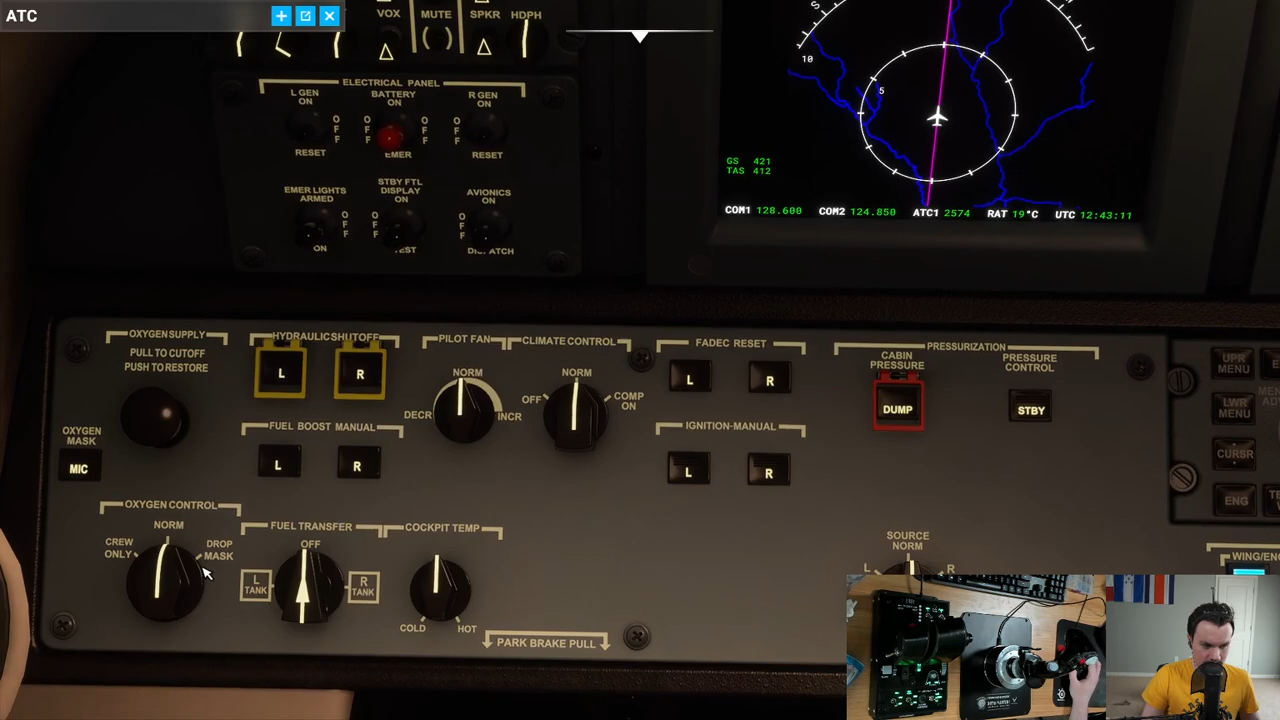 ATC
VOX
MUTE
SPKR
HDPH
ELECTRICAL PANEL
L GEN
ON
BATTERY
ON
R GEN
ON
OFF
OFF
OFF
OFF
RESET
EMER
RESET
EMER LIGHTS
ARMED
STBY FTL
DISPLAY
ON
AVIONICS
ON
OFF
OFF
OFF
ON
TEST
DISPATCH
S
10
5
GS 421
TAS 412
COM1 128.600 COM2 124.850 ATC1 2574 RAT 19°C UTC 12:43:11
OXYGEN SUPPLY
PULL TO CUTOFF
PUSH TO RESTORE
HYDRAULIC SHUTOFF
L
R
PILOT FAN
NORM
DECR
INCR
CLIMATE CONTROL
NORM
OFF
COMP
ON
FADEC RESET
L
R
PRESSURIZATION
CABIN
PRESSURE
DUMP
PRESSURE
CONTROL
STBY
UPR
MENU
LWR
MENU
CURSR
ENG
OXYGEN
MASK
MIC
FUEL BOOST MANUAL
L
R
IGNITION-MANUAL
L
R
OXYGEN CONTROL
NORM
CREW
ONLY
DROP
MASK
FUEL TRANSFER
OFF
L
TANK
R
TANK
COCKPIT TEMP
COLD
HOT
PARK BRAKE PULL
SOURCE
NORM
L
R